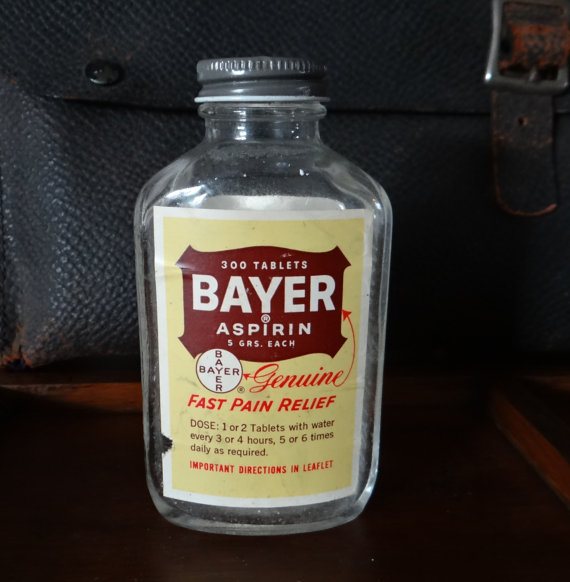 300 TABLETS
BAYER
®
ASPIRIN
5 GRS. EACH
BAYER
BAYER
®
Genuine
FAST PAIN RELIEF
DOSE: 1 or 2 Tablets with water
every 3 or 4 hours, 5 or 6 times
daily as required.
IMPORTANT DIRECTIONS IN LEAFLET